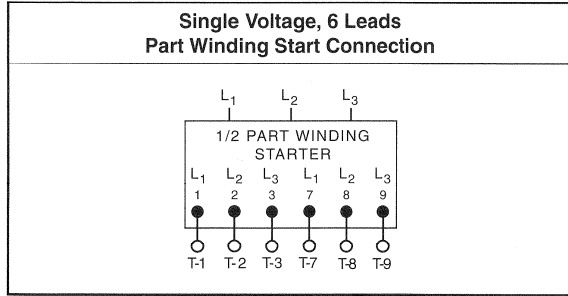 Single Voltage, 6 Leads
Part Winding Start Connection
L1 L2 L3
1/2 PART WINDING
STARTER
L1 L2 L3 L1 L2 L3
1 2 3 7 8 9
T-1 T-2 T-3 T-7 T-8 T-9